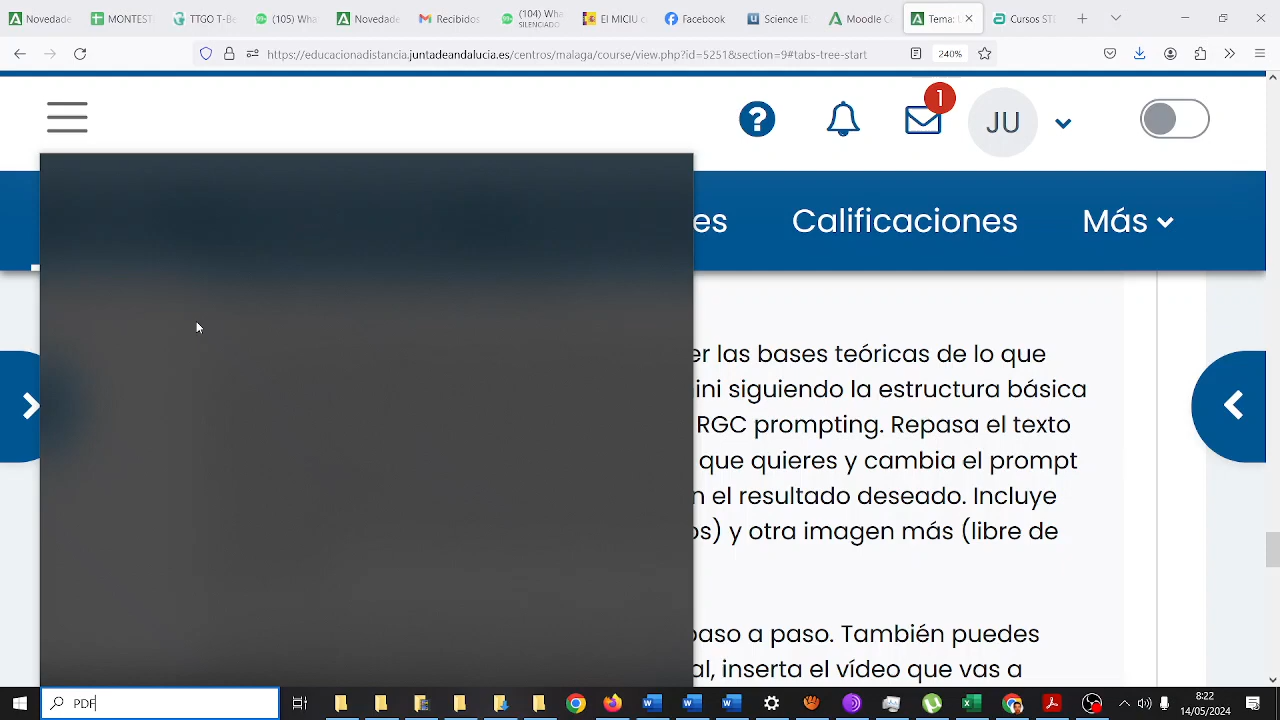 Novedade
MONTEST
TTGOT-Be
(105) Wha
Novedade
Recibidos
(104) Wha
SILENCIADO
El MICIU c
Facebook
Science IE
Moodle C
Tema: U
Cursos STE
https://educacionadistancia.juntadeandalucia.es/centros/malaga/course/view.php?id=5251&section=9#tabs-tree-start
240%
1
JU
es
Calificaciones
Más
er las bases teóricas de lo que
ini siguiendo la estructura básica
RGC prompting. Repasa el texto
que quieres y cambia el prompt
n el resultado deseado. Incluye
os) y otra imagen más (libre de
paso a paso. También puedes
al, inserta el vídeo que vas a
PDF
8:22
14/05/2024